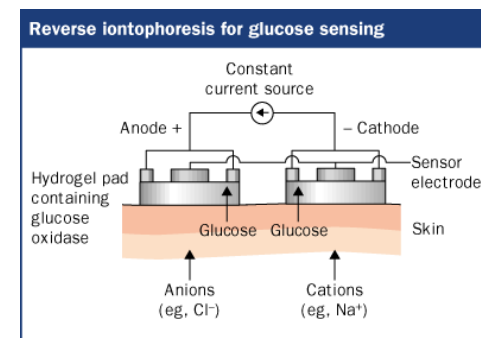 Reverse iontophoresis for glucose sensing
Constant
current source
Anode +
– Cathode
Sensor
electrode
Hydrogel pad
containing
glucose
oxidase
Glucose
Glucose
Skin
Anions
(eg, Cl⁻)
Cations
(eg, Na⁺)